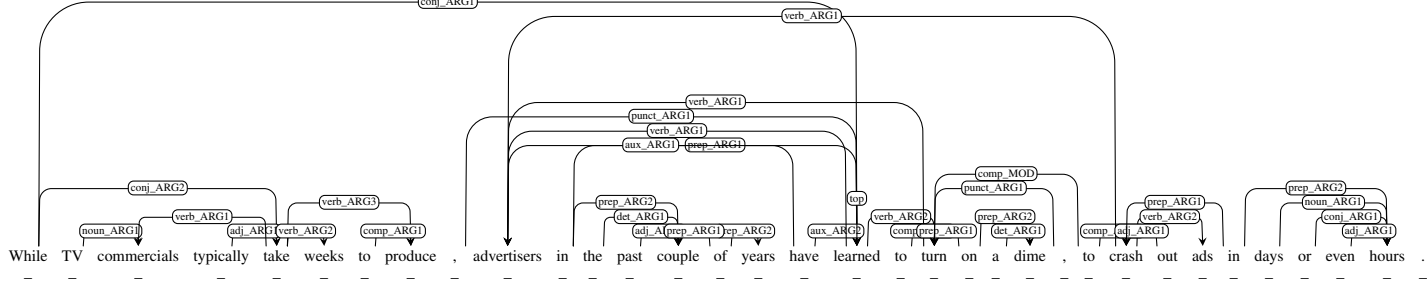 conj_ARG1
verb_ARG1
verb_ARG1
punct_ARG1
verb_ARG1
aux_ARG1 prep_ARG1
comp_MOD
conj_ARG2 punct_ARG1 prep_ARG2
top
verb_ARG3 prep_ARG2 prep_ARG1 noun_ARG1
verb_ARG1 det_ARG1 verb_ARG2 prep_ARG2 verb_ARG2 conj_ARG1
noun_ARG1 verb_ARG2 comp_ARG1 prep_ARG1 aux_ARG2 prep_ARG1 det_ARG1 adj_ARG1 adj_ARG1
While TV commercials typically take weeks to produce , advertisers in the past couple of years have learned to turn on a dime , to crash out ads in days or even hours .
_ _ _ _ _ _ _ _ _ _ _ _ _ _ _ _ _ _ _ _ _ _ _ _ _ _ _ _ _ _ _ _ _ _